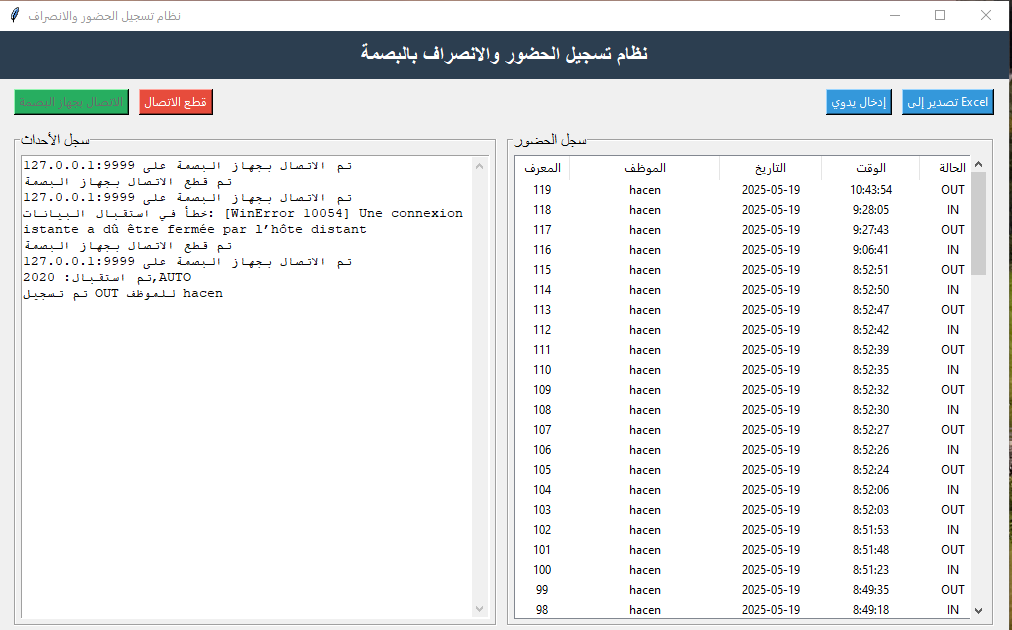 نظام تسجيل الحضور والانصراف
نظام تسجيل الحضور والانصراف بالبصمة
الاتصال بجهاز البصمة
قطع الاتصال
إدخال يدوي
تصدير إلى Excel
سجل الأحداث
تم الاتصال بجهاز البصمة على 127.0.0.1:9999
تم قطع الاتصال بجهاز البصمة
تم الاتصال بجهاز البصمة على 127.0.0.1:9999
خطأ في استقبال البيانات: [WinError 10054] Une connexion
istante a dû être fermée par l’hôte distant
تم قطع الاتصال بجهاز البصمة
تم الاتصال بجهاز البصمة على 127.0.0.1:9999
تم استقبال: 2020,AUTO
تم تسجيل OUT للموظف hacen
سجل الحضور
المعرف الموظف التاريخ الوقت الحالة
119 hacen 2025-05-19 10:43:54 OUT
118 hacen 2025-05-19 9:28:05 IN
117 hacen 2025-05-19 9:27:43 OUT
116 hacen 2025-05-19 9:06:41 IN
115 hacen 2025-05-19 8:52:51 OUT
114 hacen 2025-05-19 8:52:50 IN
113 hacen 2025-05-19 8:52:47 OUT
112 hacen 2025-05-19 8:52:42 IN
111 hacen 2025-05-19 8:52:39 OUT
110 hacen 2025-05-19 8:52:35 IN
109 hacen 2025-05-19 8:52:32 OUT
108 hacen 2025-05-19 8:52:30 IN
107 hacen 2025-05-19 8:52:27 OUT
106 hacen 2025-05-19 8:52:26 IN
105 hacen 2025-05-19 8:52:24 OUT
104 hacen 2025-05-19 8:52:06 IN
103 hacen 2025-05-19 8:52:03 OUT
102 hacen 2025-05-19 8:51:53 IN
101 hacen 2025-05-19 8:51:48 OUT
100 hacen 2025-05-19 8:51:23 IN
99 hacen 2025-05-19 8:49:35 OUT
98 hacen 2025-05-19 8:49:18 IN